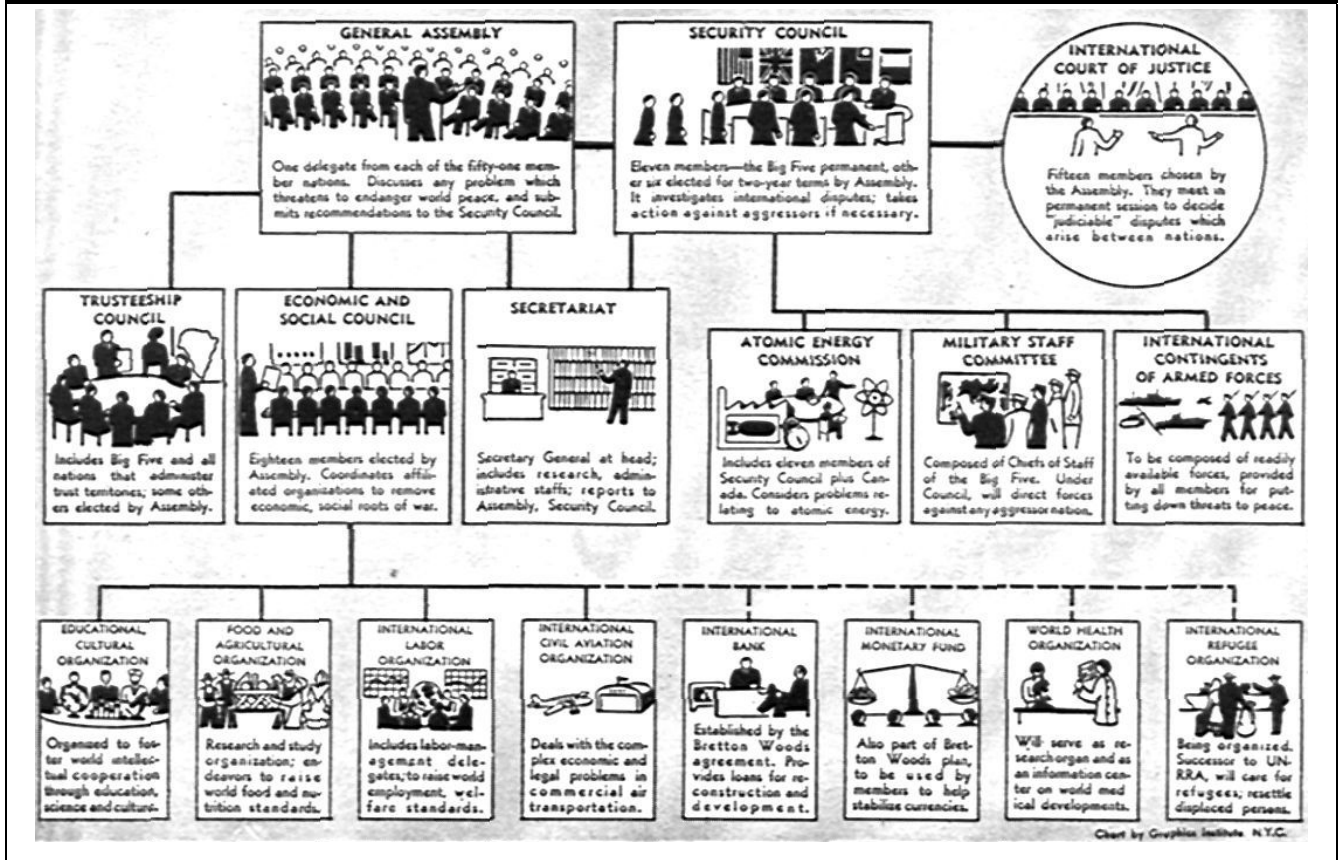 GENERAL ASSEMBLY
One delegate from each of the fifty-one mem-
ber nations. Discusses any problem which
threatens to endanger world peace, and sub-
mits recommendations to the Security Council.
SECURITY COUNCIL
Eleven members—the Big Five permanent, oth-
er six elected for two-year terms by Assembly.
It investigates international disputes; takes
action against aggressors if necessary.
INTERNATIONAL
COURT OF JUSTICE
Fifteen members chosen by
the Assembly. They meet in
permanent session to decide
"judiciable" disputes which
arise between nations.
TRUSTEESHIP
COUNCIL
Includes Big Five and all
nations that administer
trust territories; some oth-
ers elected by Assembly.
ECONOMIC AND
SOCIAL COUNCIL
Eighteen members elected by
Assembly. Coordinates affili-
ated organizations to remove
economic, social roots of war.
SECRETARIAT
Secretary General at head;
includes research, admin-
istrative staffs; reports to
Assembly, Security Council.
ATOMIC ENERGY
COMMISSION
Includes eleven members of
Security Council plus Can-
ada. Considers problems re-
lating to atomic energy.
MILITARY STAFF
COMMITTEE
Composed of Chiefs of Staff
of the Big Five. Under
Council, will direct forces
against any aggressor nation.
INTERNATIONAL
CONTINGENTS
OF ARMED FORCES
To be composed of readily
available forces, provided
by all members for put-
ting down threats to peace.
EDUCATIONAL,
CULTURAL
ORGANIZATION
Organized to fos-
ter world intellec-
tual cooperation
through education,
science and culture.
FOOD AND
AGRICULTURAL
ORGANIZATION
Research and study
organization; en-
deavors to raise
world food and nu-
trition standards.
INTERNATIONAL
LABOR
ORGANIZATION
Includes labor-man-
agement dele-
gates; to raise world
employment, wel-
fare standards.
INTERNATIONAL
CIVIL AVIATION
ORGANIZATION
Deals with the com-
plex economic and
legal problems in
commercial air
transportation.
INTERNATIONAL
BANK
Established by the
Bretton Woods
agreement. Pro-
vides loans for re-
construction and
development.
INTERNATIONAL
MONETARY FUND
Also part of Bret-
ton Woods plan,
to be used by
members to help
stabilize currencies.
WORLD HEALTH
ORGANIZATION
Will serve as re-
search organ and as
an information cen-
ter on world med
ical developments.
INTERNATIONAL
REFUGEE
ORGANIZATION
Being organized.
Successor to UN-
RRA, will care for
refugees; resettle
displaced persons.
Chart by Graphics Institute N.Y.C.